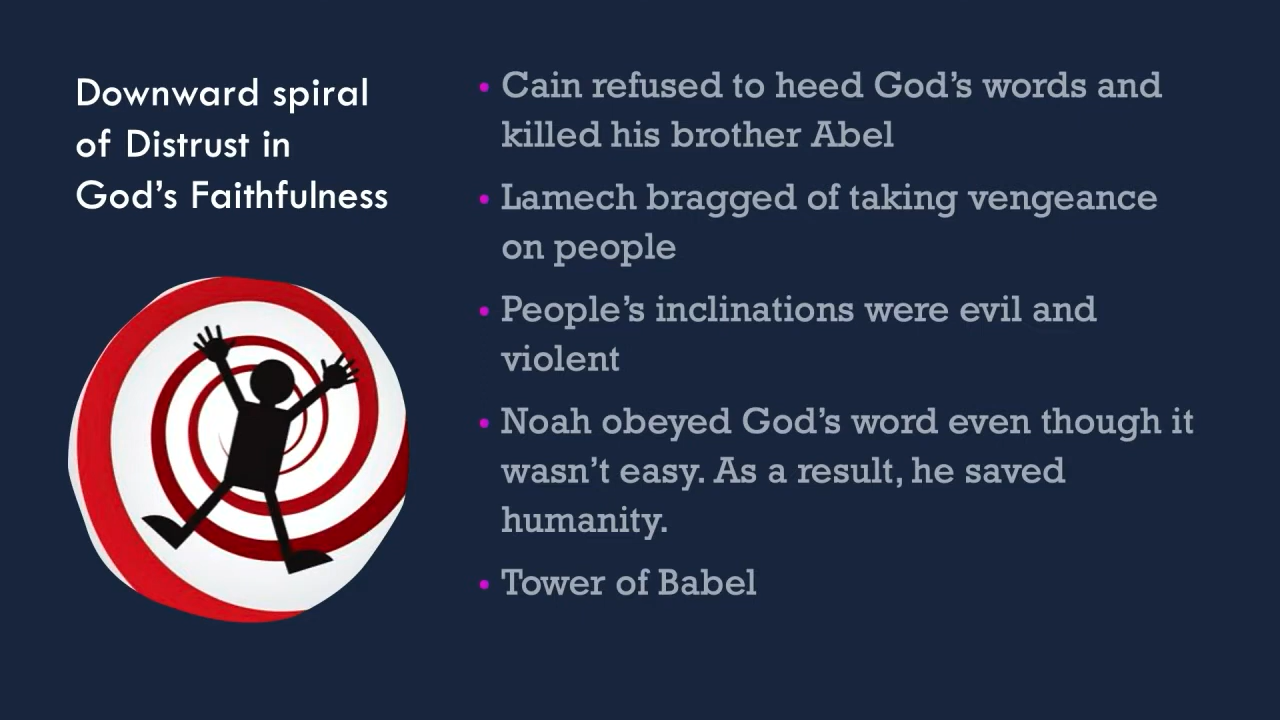 Downward spiral
of Distrust in
God’s Faithfulness
• Cain refused to heed God’s words and
killed his brother Abel
• Lamech bragged of taking vengeance
on people
• People’s inclinations were evil and
violent
• Noah obeyed God’s word even though it
wasn’t easy. As a result, he saved
humanity.
• Tower of Babel